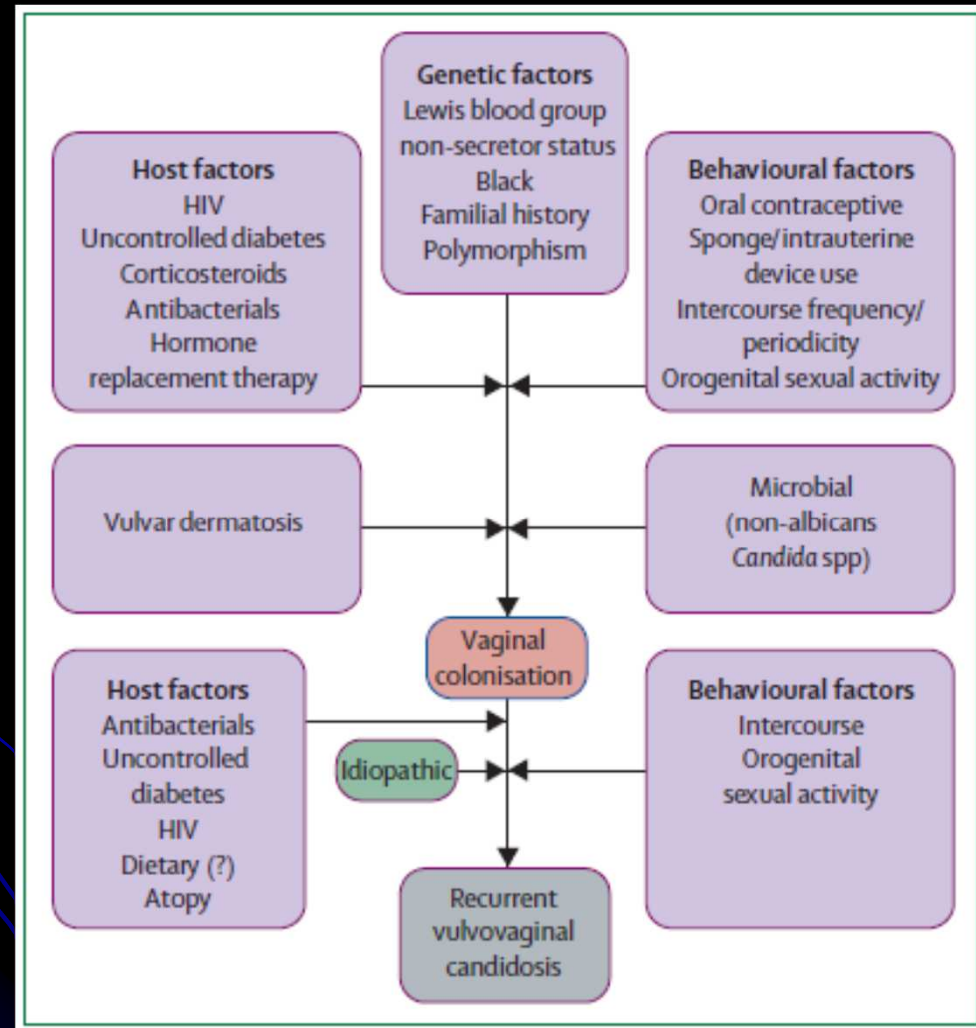 Genetic factors
Lewis blood group
non-secretor status
Black
Familial history
Polymorphism
Host factors
HIV
Uncontrolled diabetes
Corticosteroids
Antibacterials
Hormone
replacement therapy
Behavioural factors
Oral contraceptive
Sponge/intrauterine
device use
Intercourse frequency/
periodicity
Orogenital sexual activity
Vulvar dermatosis
Microbial
(non-albicans
Candida spp)
Vaginal
colonisation
Host factors
Antibacterials
Uncontrolled
diabetes
HIV
Dietary (?)
Atopy
Idiopathic
Behavioural factors
Intercourse
Orogenital
sexual activity
Recurrent
vulvovaginal
candidosis